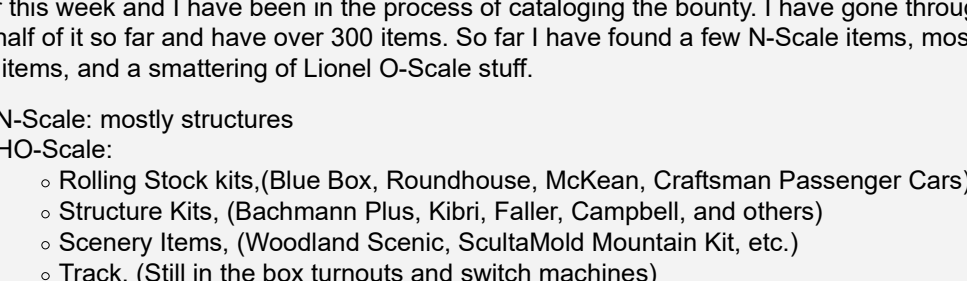 this week and I have been in the process of cataloging the bounty. I have gone
half of it so far and have over 300 items. So far I have found a few N-Scale items,
items, and a smattering of Lionel O-Scale stuff.
N-Scale: mostly structures
HO-Scale:
◦ Rolling Stock kits,(Blue Box, Roundhouse, McKean, Craftsman Passenger Cars)
◦ Structure Kits, (Bachmann Plus, Kibri, Faller, Campbell, and others)
◦ Scenery Items, (Woodland Scenic, ScultaMold Mountain Kit, etc.)
◦ Track, (Still in the box turnouts and switch machines)